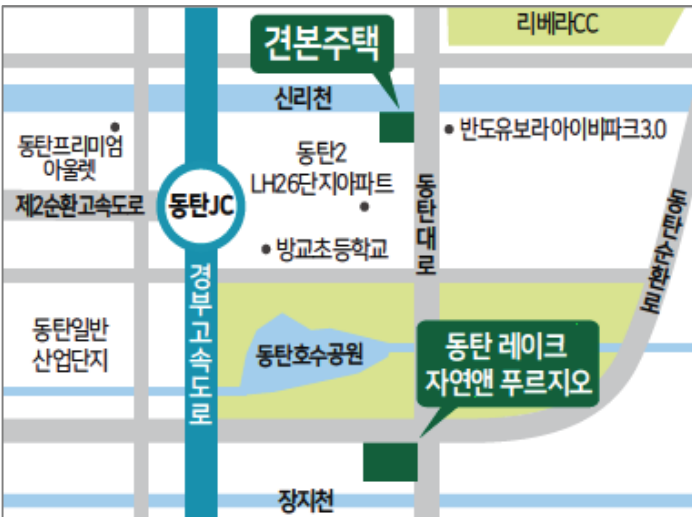 리베라CC
견본주택
신리천
동탄프리미엄
아울렛
동탄2
LH26단지아파트
반도유보라 아이비파크3.0
제2순환고속도로
동탄JC
동탄대로
동탄순환로
방교초등학교
경부고속도로
동탄일반
산업단지
동탄호수공원
동탄 레이크
자연앤 푸르지오
장지천